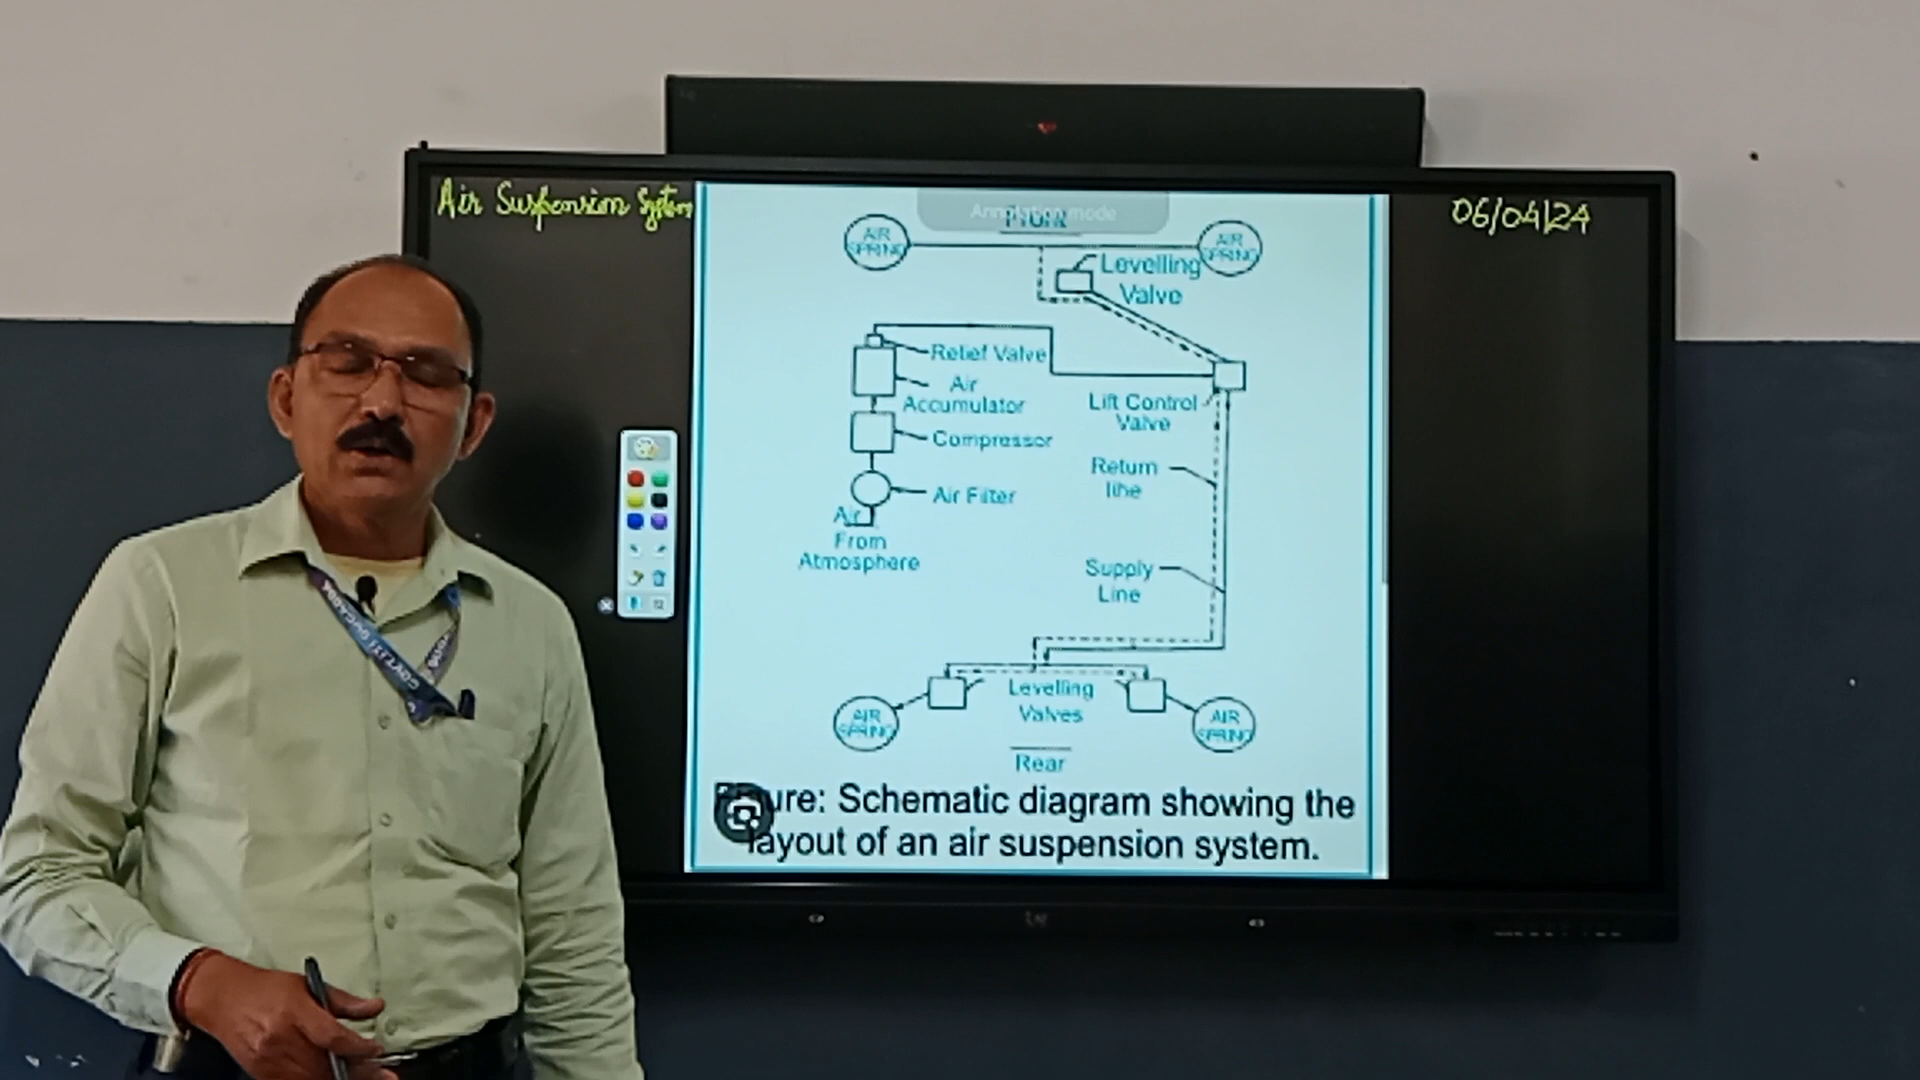 Air Suspension System
06/04/24
Annotation mode
Front
AIR
SPRING
AIR
SPRING
Levelling
Valve
Relief Valve
Air
Accumulator
Lift Control
Valve
Compressor
Return
line
Air Filter
Air
From
Atmosphere
Supply
Line
Levelling
Valves
AIR
SPRING
AIR
SPRING
Rear
Figure: Schematic diagram showing the
layout of an air suspension system.